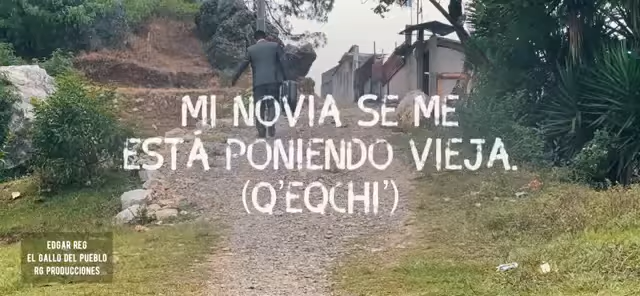 MI NOVIA SE ME
ESTÁ PONIENDO VIEJA.
(Q'EQCHI')
EDGAR REG
EL GALLO DEL PUEBLO
RG PRODUCCIONES